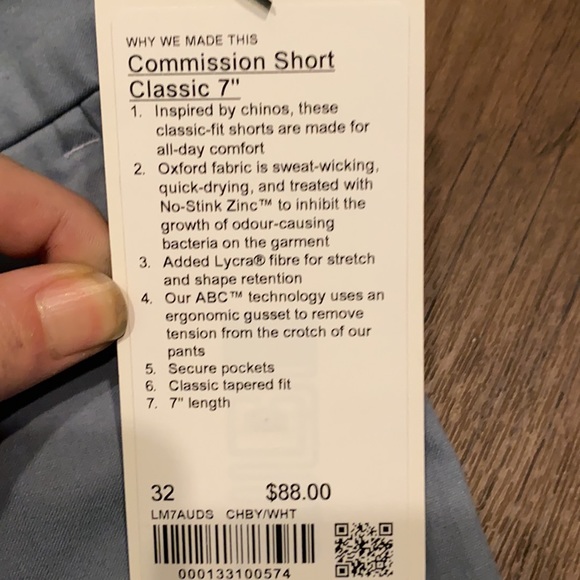 WHY WE MADE THIS
Commission Short
Classic 7"
1. Inspired by chinos, these
classic-fit shorts are made for
all-day comfort
2. Oxford fabric is sweat-wicking,
quick-drying, and treated with
No-Stink Zinc™ to inhibit the
growth of odour-causing
bacteria on the garment
3. Added Lycra® fibre for stretch
and shape retention
4. Our ABC™ technology uses an
ergonomic gusset to remove
tension from the crotch of our
pants
5. Secure pockets
6. Classic tapered fit
7. 7" length
32 $88.00
LM7AUDS CHBY/WHT
000133100574